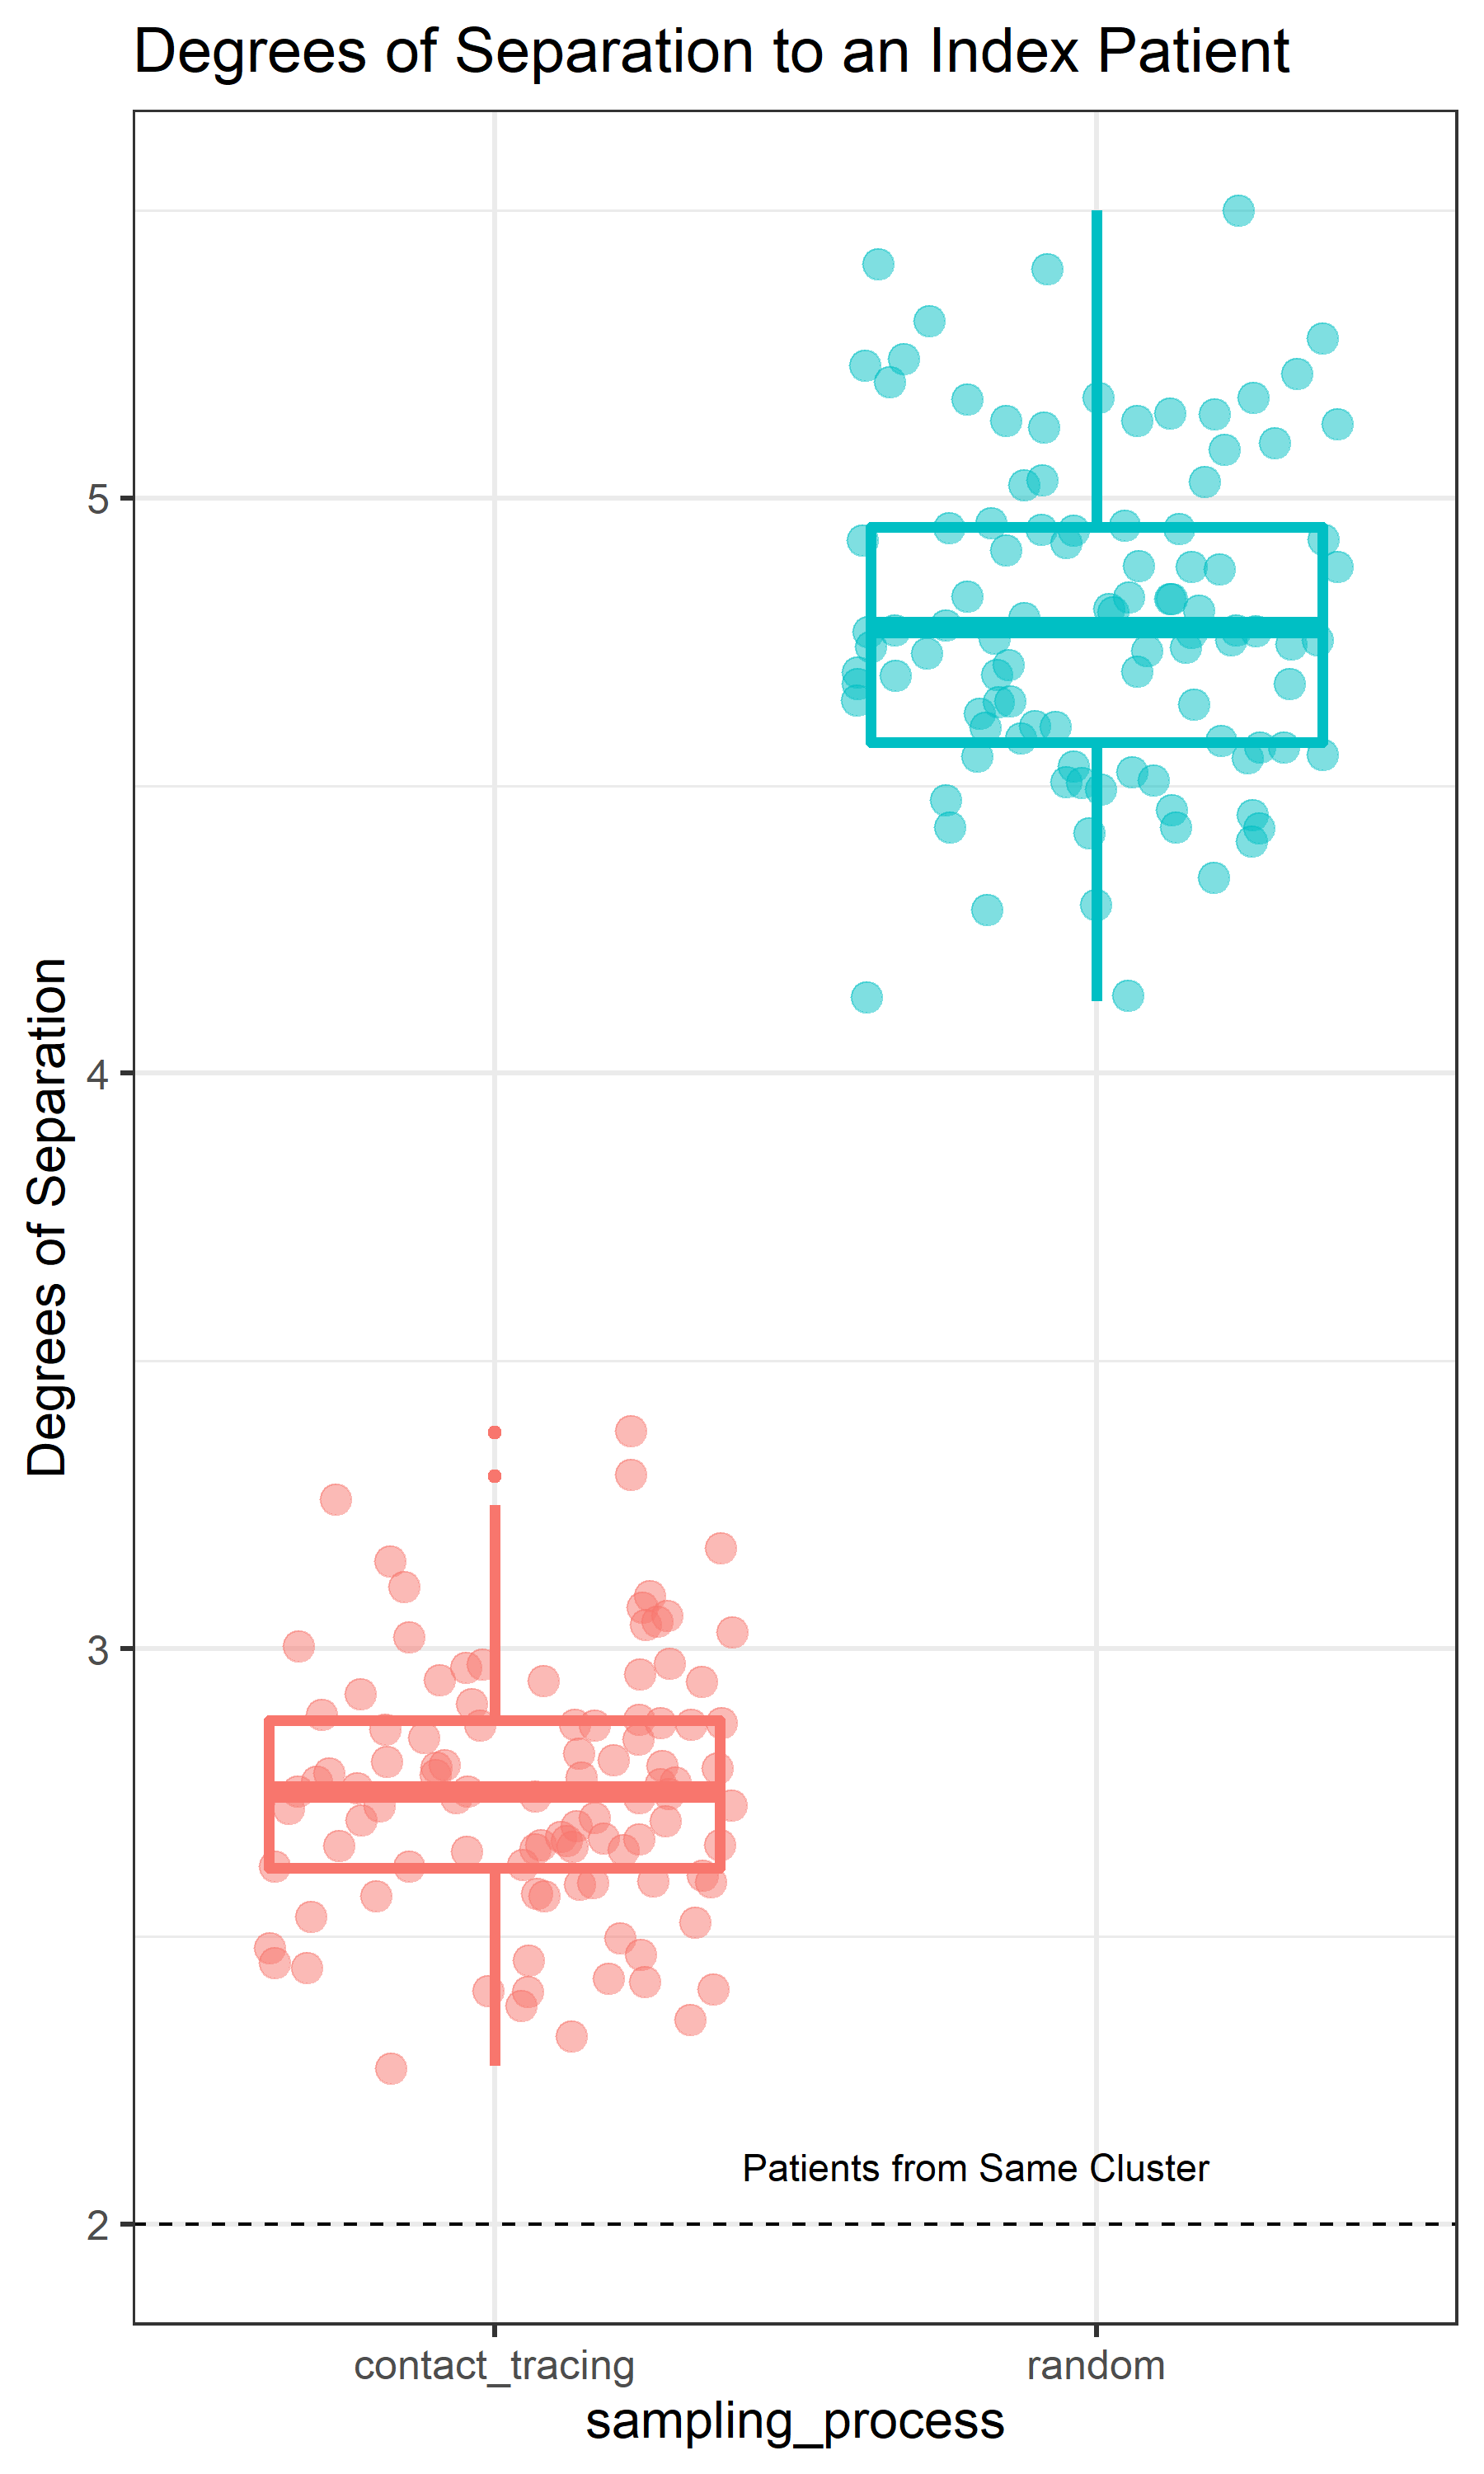 Degrees of Separation to an Index Patient
Degrees of Separation
5
4
3
2
Patients from Same Cluster
contact_tracing
random
sampling_process